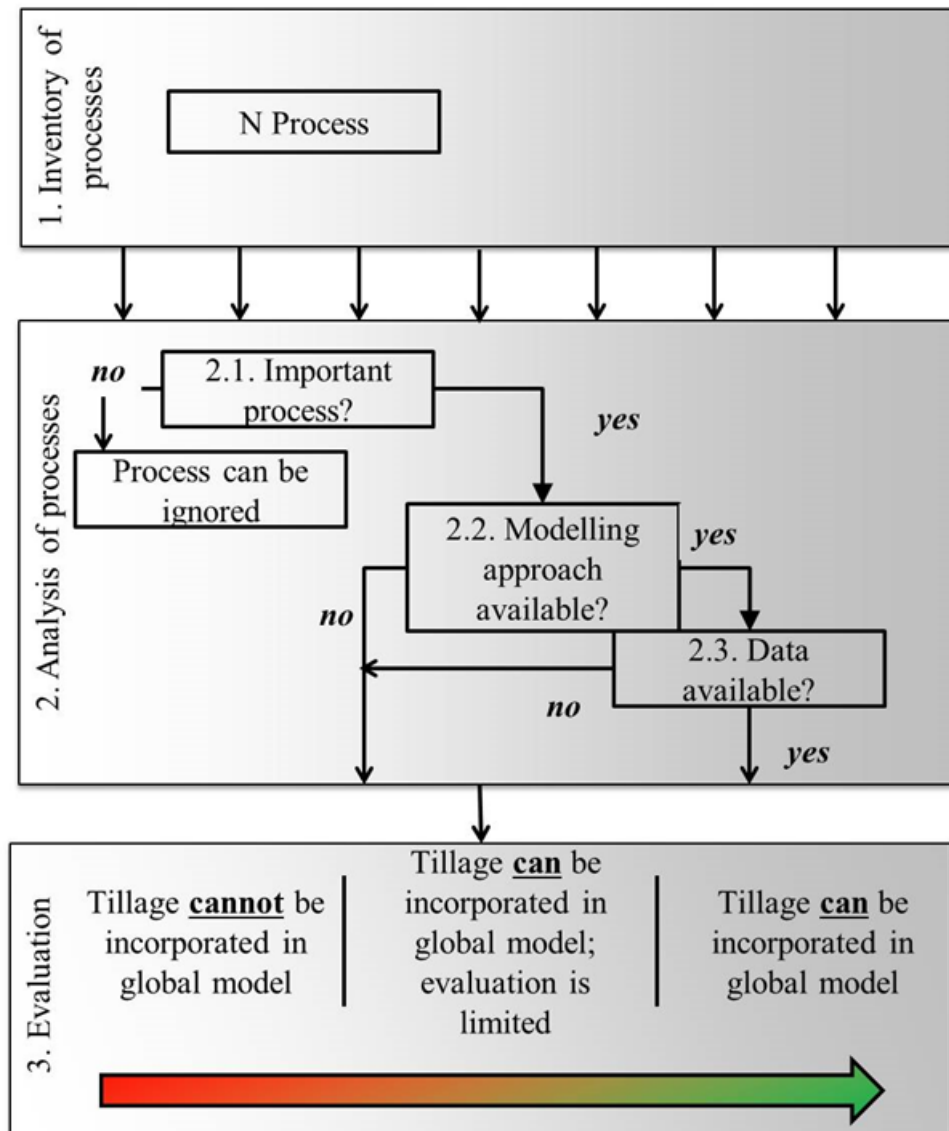 1. Inventory of
processes
N Process
2. Analysis of processes
no
2.1. Important
process?
yes
Process can be
ignored
2.2. Modelling
approach
available?
yes
no
2.3. Data
available?
no
yes
3. Evaluation
Tillage cannot be
incorporated in
global model
Tillage can be
incorporated in
global model;
evaluation is
limited
Tillage can be
incorporated in
global model